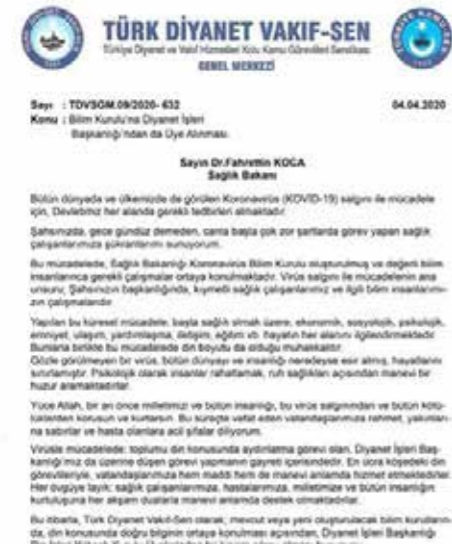 TÜRK DİYANET VAKIF-SEN
Türkiye Diyanet ve Vakıf Hizmetleri Kolu Kamu Görevlileri Sendikası
GENEL MERKEZİ
Sayı : TDVSGM.09/2020- 632 04.04.2020
Konu : Bilim Kurulu'na Diyanet İşleri
Başkanlığı'ndan da Üye Alınması.
Sayın Dr.Fahrettin KOCA
Sağlık Bakanı
Bütün dünyada ve ülkemizde de görülen Koronavirüs (KOVİD-19) salgını ile mücadele
için, Devletimiz her alanda gerekli tedbirleri almaktadır.
Şahsınızda, gece gündüz demeden, canla başla çok zor şartlarda görev yapan sağlık
çalışanlarımıza şükranlarımı sunuyorum.
Bu mücadelede, Sağlık Bakanlığı Koronavirüs Bilim Kurulu oluşturulmuş ve değerli bilim
insanlarınca gerekli çalışmalar ortaya konulmaktadır. Virüs salgını ile mücadelenin ana
unsuru; Şahsınızın başkanlığında, kıymetli sağlık çalışanlarımız ve ilgili bilim insanlarımı-
zın çalışmalarıdır.
Yapılan bu küresel mücadele, başta sağlık olmak üzere, ekonomik, sosyolojik, psikolojik,
emniyet, ulaşım, yardımlaşma, iletişim, eğitim vb. hayatın her alanını ilgilendirmektedir.
Bununla birlikte bu mücadelede din boyutu da olduğu muhakkaktır.
Gözle görülmeyen bir virüs, bütün dünyayı ve insanlığı neredeyse esir almış, hayatlarını
sınırlamıştır. Psikolojik olarak insanlar rahatlamak, ruh sağlıkları açısından manevi bir
huzur aramaktadırlar.
Yüce Allah, bir an önce milletimizi ve bütün insanlığı, bu virüs salgınından ve bütün kötü-
lüklerden korusun ve kurtarsın. Bu süreçte vefat eden vatandaşlarımıza rahmet, yakınları-
na sabırlar ve hasta olanlara acil şifalar diliyorum.
Virüsle mücadelede; toplumu din konusunda aydınlatma görevi olan, Diyanet İşleri Baş-
kanlığı'mız da üzerine düşen görevi yapmanın gayreti içerisindedir. En ücra köşedeki din
görevlileriyle, vatandaşlarımıza hem maddi hem de manevi anlamda hizmet etmektedirler.
Her övgüye layık; sağlık çalışanlarımıza, hastalarımıza, milletimize ve bütün insanlığın
kurtuluşuna her akşam dualarla manevi anlamda destek olmaktadırlar.
Bu itibarla, Türk Diyanet Vakıf-Sen olarak; mevcut veya yeni oluşturulacak bilim kurulların-
da, din konusunda doğru bilginin ortaya konulması açısından, Diyanet İşleri Başkanlığı